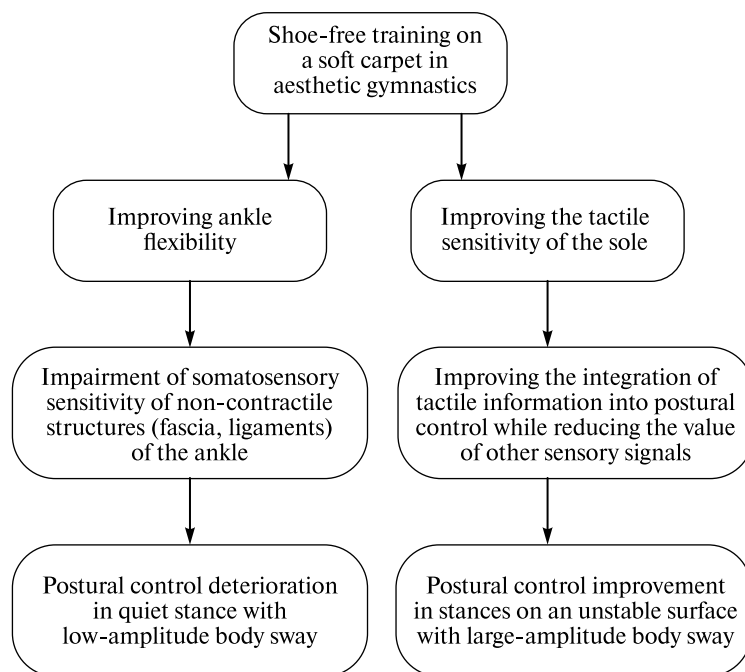 Shoe-free training on
a soft carpet in
aesthetic gymnastics
Improving ankle
flexibility
Improving the tactile
sensitivity of the sole
Impairment of somatosensory
sensitivity of non-contractile
structures (fascia, ligaments)
of the ankle
Improving the integration of
tactile information into postural
control while reducing the value
of other sensory signals
Postural control deterioration
in quiet stance with
low-amplitude body sway
Postural control improvement
in stances on an unstable surface
with large-amplitude body sway